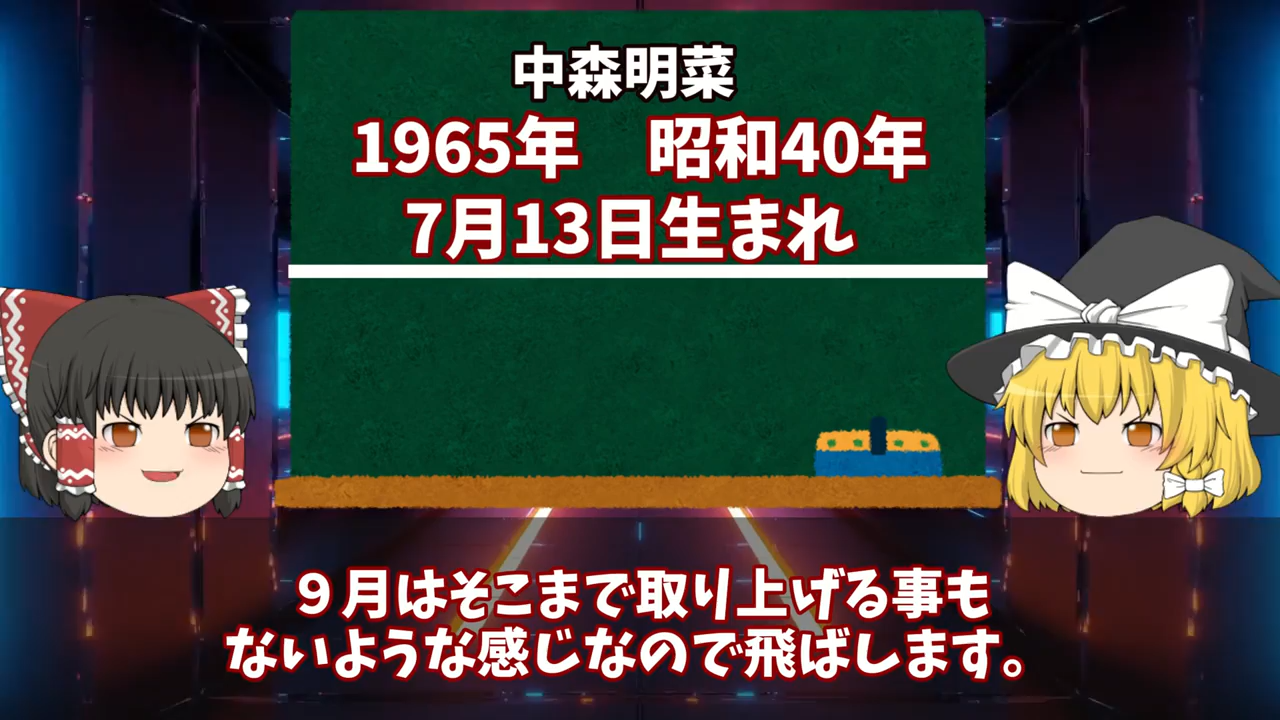 中森明菜
1965年　昭和40年
7月13日生まれ
９月はそこまで取り上げる事も
ないような感じなので飛ばします。